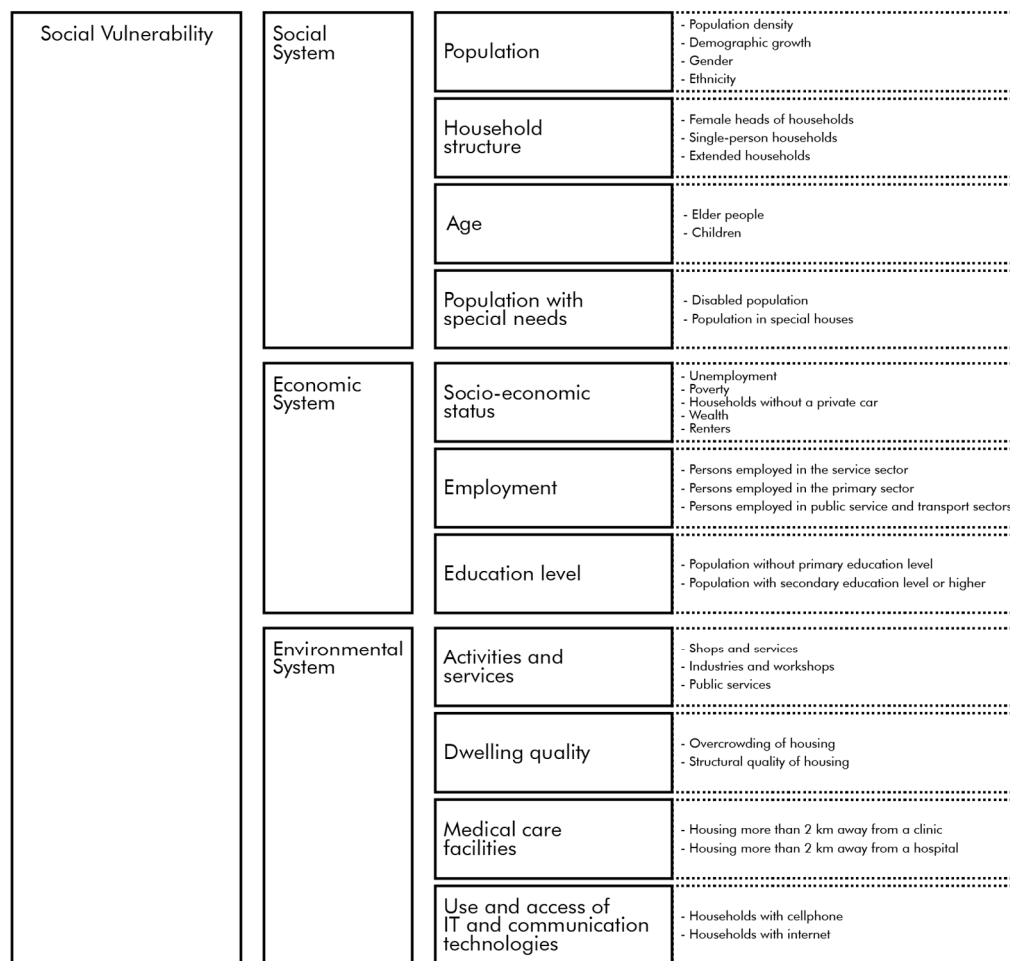 Social Vulnerability
Social
System
Population
- Population density
- Demographic growth
- Gender
- Ethnicity
Household
structure
- Female heads of households
- Single-person households
- Extended households
Age
- Elder people
- Children
Population with
special needs
- Disabled population
- Population in special houses
Economic
System
Socio-economic
status
- Unemployment
- Poverty
- Households without a private car
- Wealth
- Renters
Employment
- Persons employed in the service sector
- Persons employed in the primary sector
- Persons employed in public service and transport sectors
Education level
- Population without primary education level
- Population with secondary education level or higher
Environmental
System
Activities and
services
- Shops and services
- Industries and workshops
- Public services
Dwelling quality
- Overcrowding of housing
- Structural quality of housing
Medical care
facilities
- Housing more than 2 km away from a clinic
- Housing more than 2 km away from a hospital
Use and access of
IT and communication
technologies
- Households with cellphone
- Households with internet